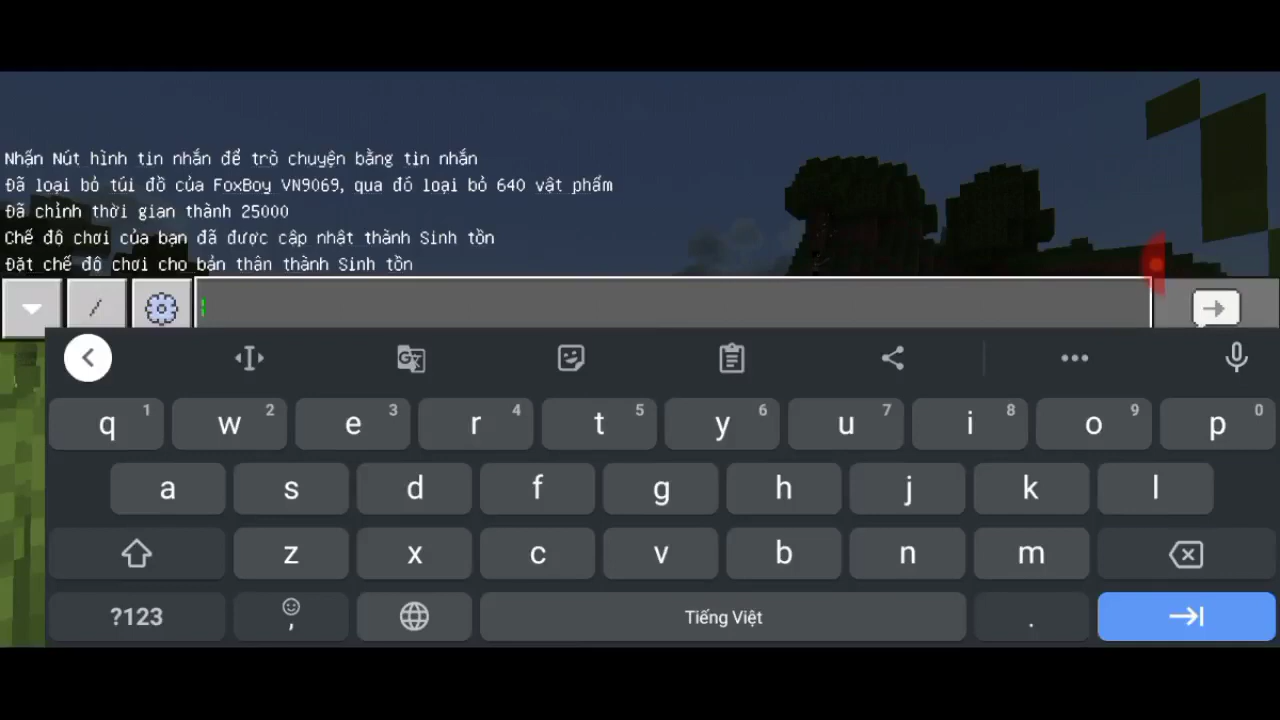 Nhấn Nút hình tin nhắn để trò chuyện bằng tin nhắn
Đã loại bỏ túi đồ của FoxBoy VN9069, qua đó loại bỏ 640 vật phẩm
Đã chỉnh thời gian thành 25000
Chế độ chơi của bạn đã được cập nhật thành Sinh tồn
Đặt chế độ chơi cho bản thân thành Sinh tồn
/
q 1 w 2 e 3 r 4 t 5 y 6 u 7 i 8 o 9 p 0
a s d f g h j k l
z x c v b n m
?123 , Tiếng Việt .